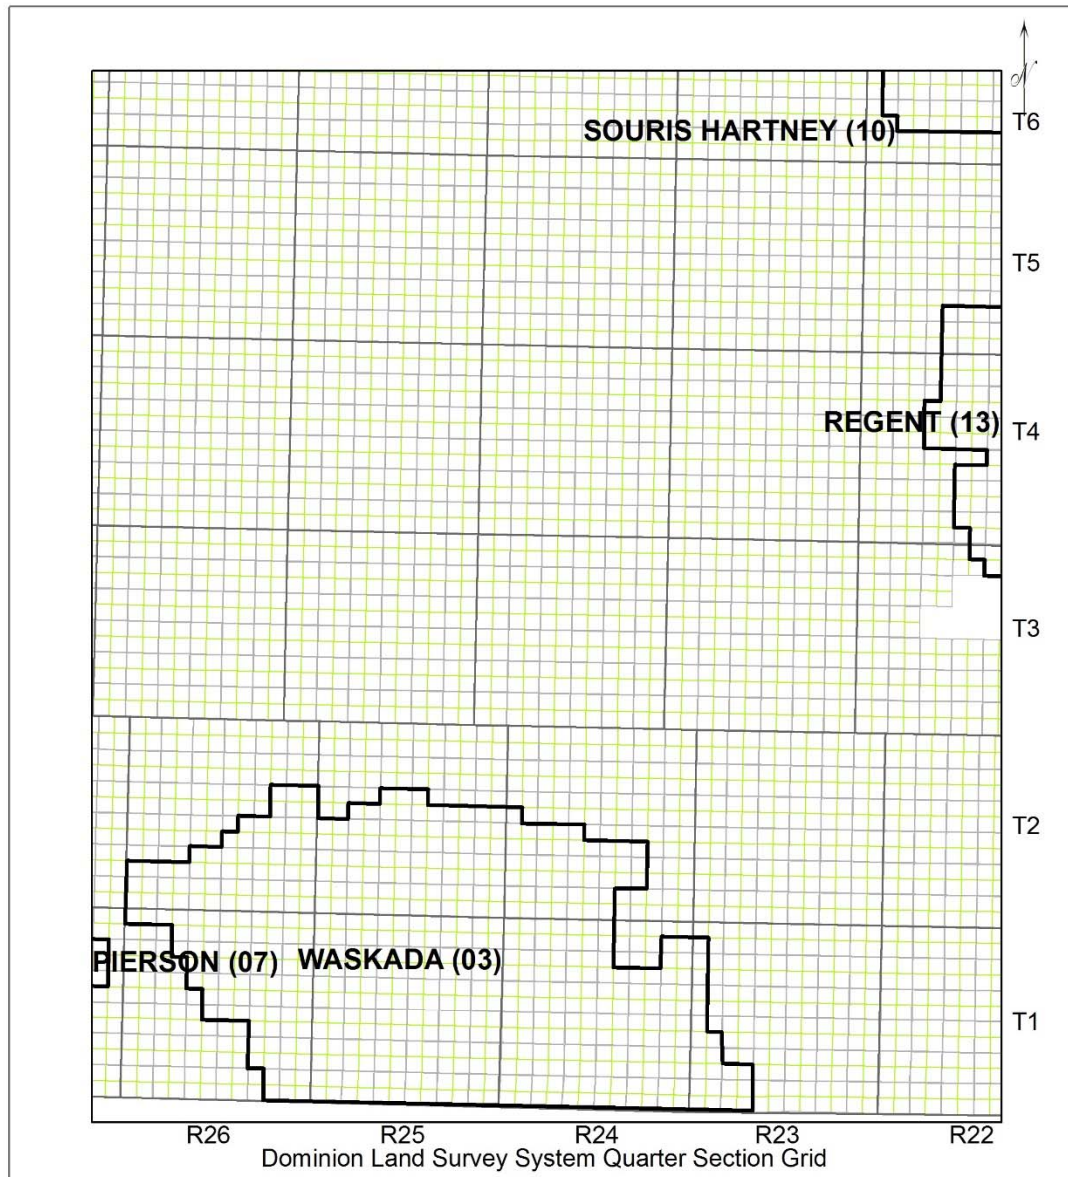 N
T6
SOURIS HARTNEY (10)
T5
REGENT (13)
T4
T3
T2
PIERSON (07)
WASKADA (03)
T1
R26
R25
R24
R23
R22
Dominion Land Survey System Quarter Section Grid